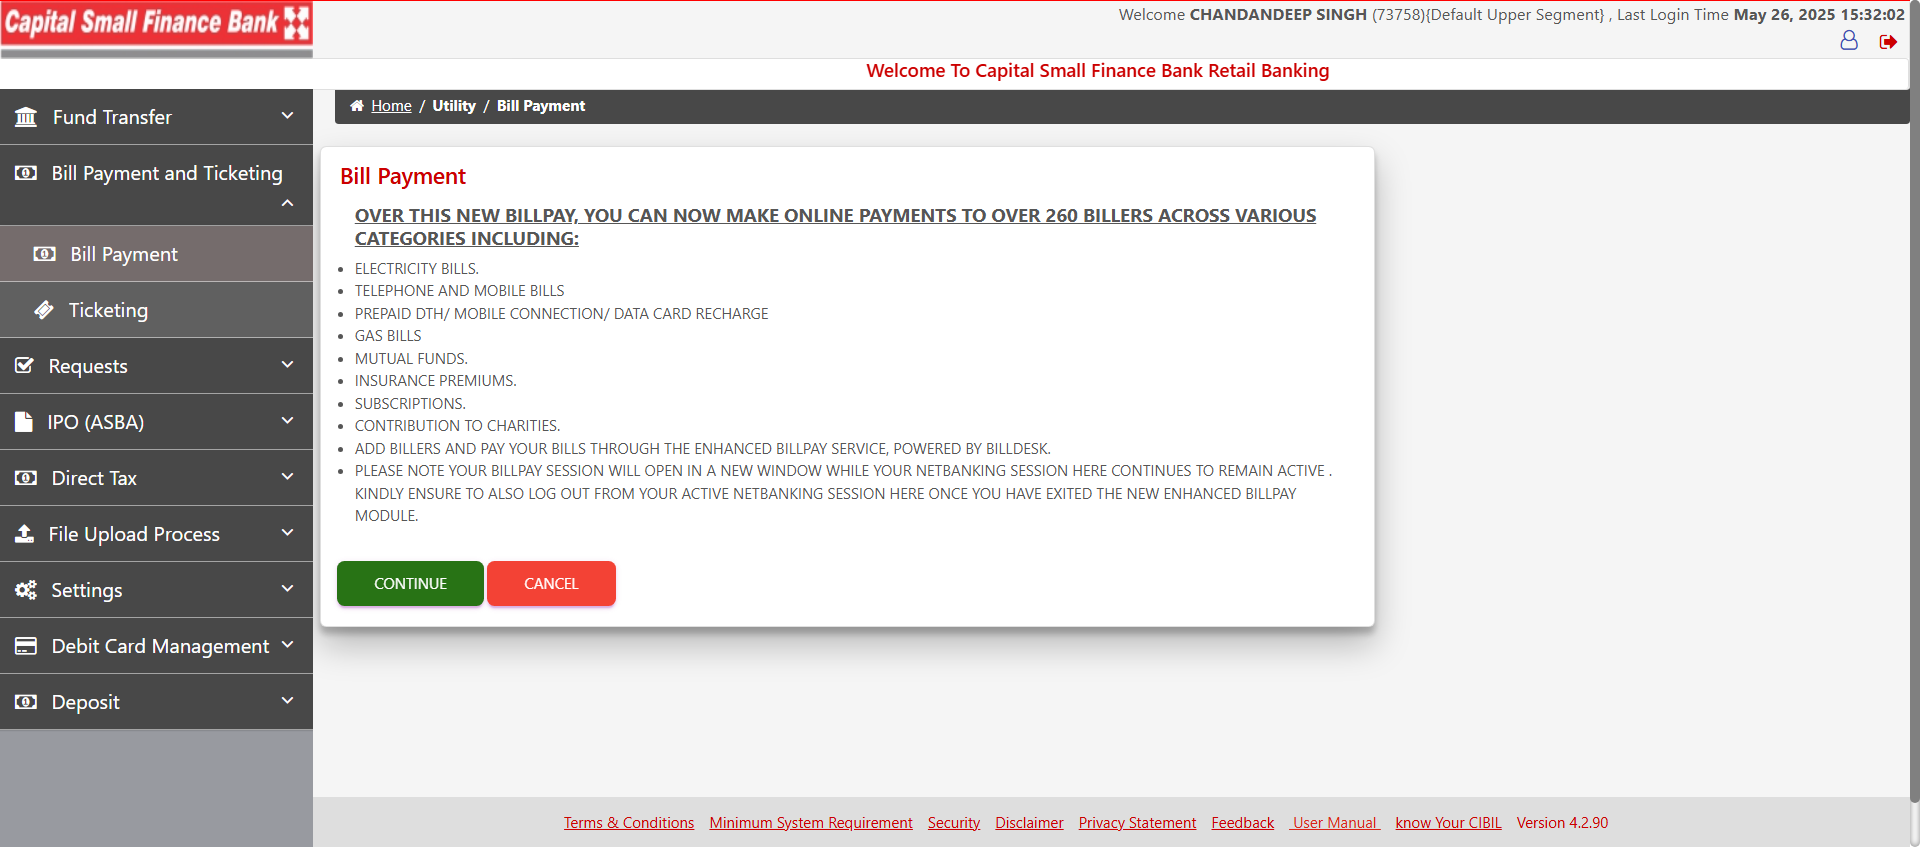 Capital Small Finance Bank
Welcome CHANDANDEEP SINGH (73758){Default Upper Segment} , Last Login Time May 26, 2025 15:32:02
Welcome To Capital Small Finance Bank Retail Banking
Home / Utility / Bill Payment
Fund Transfer
Bill Payment and Ticketing
Bill Payment
Ticketing
Requests
IPO (ASBA)
Direct Tax
File Upload Process
Settings
Debit Card Management
Deposit
Bill Payment
OVER THIS NEW BILLPAY, YOU CAN NOW MAKE ONLINE PAYMENTS TO OVER 260 BILLERS ACROSS VARIOUS
CATEGORIES INCLUDING:
ELECTRICITY BILLS.
TELEPHONE AND MOBILE BILLS
PREPAID DTH/ MOBILE CONNECTION/ DATA CARD RECHARGE
GAS BILLS
MUTUAL FUNDS.
INSURANCE PREMIUMS.
SUBSCRIPTIONS.
CONTRIBUTION TO CHARITIES.
ADD BILLERS AND PAY YOUR BILLS THROUGH THE ENHANCED BILLPAY SERVICE, POWERED BY BILLDESK.
PLEASE NOTE YOUR BILLPAY SESSION WILL OPEN IN A NEW WINDOW WHILE YOUR NETBANKING SESSION HERE CONTINUES TO REMAIN ACTIVE .
KINDLY ENSURE TO ALSO LOG OUT FROM YOUR ACTIVE NETBANKING SESSION HERE ONCE YOU HAVE EXITED THE NEW ENHANCED BILLPAY
MODULE.
CONTINUE CANCEL
Terms & Conditions Minimum System Requirement Security Disclaimer Privacy Statement Feedback User Manual know Your CIBIL Version 4.2.90